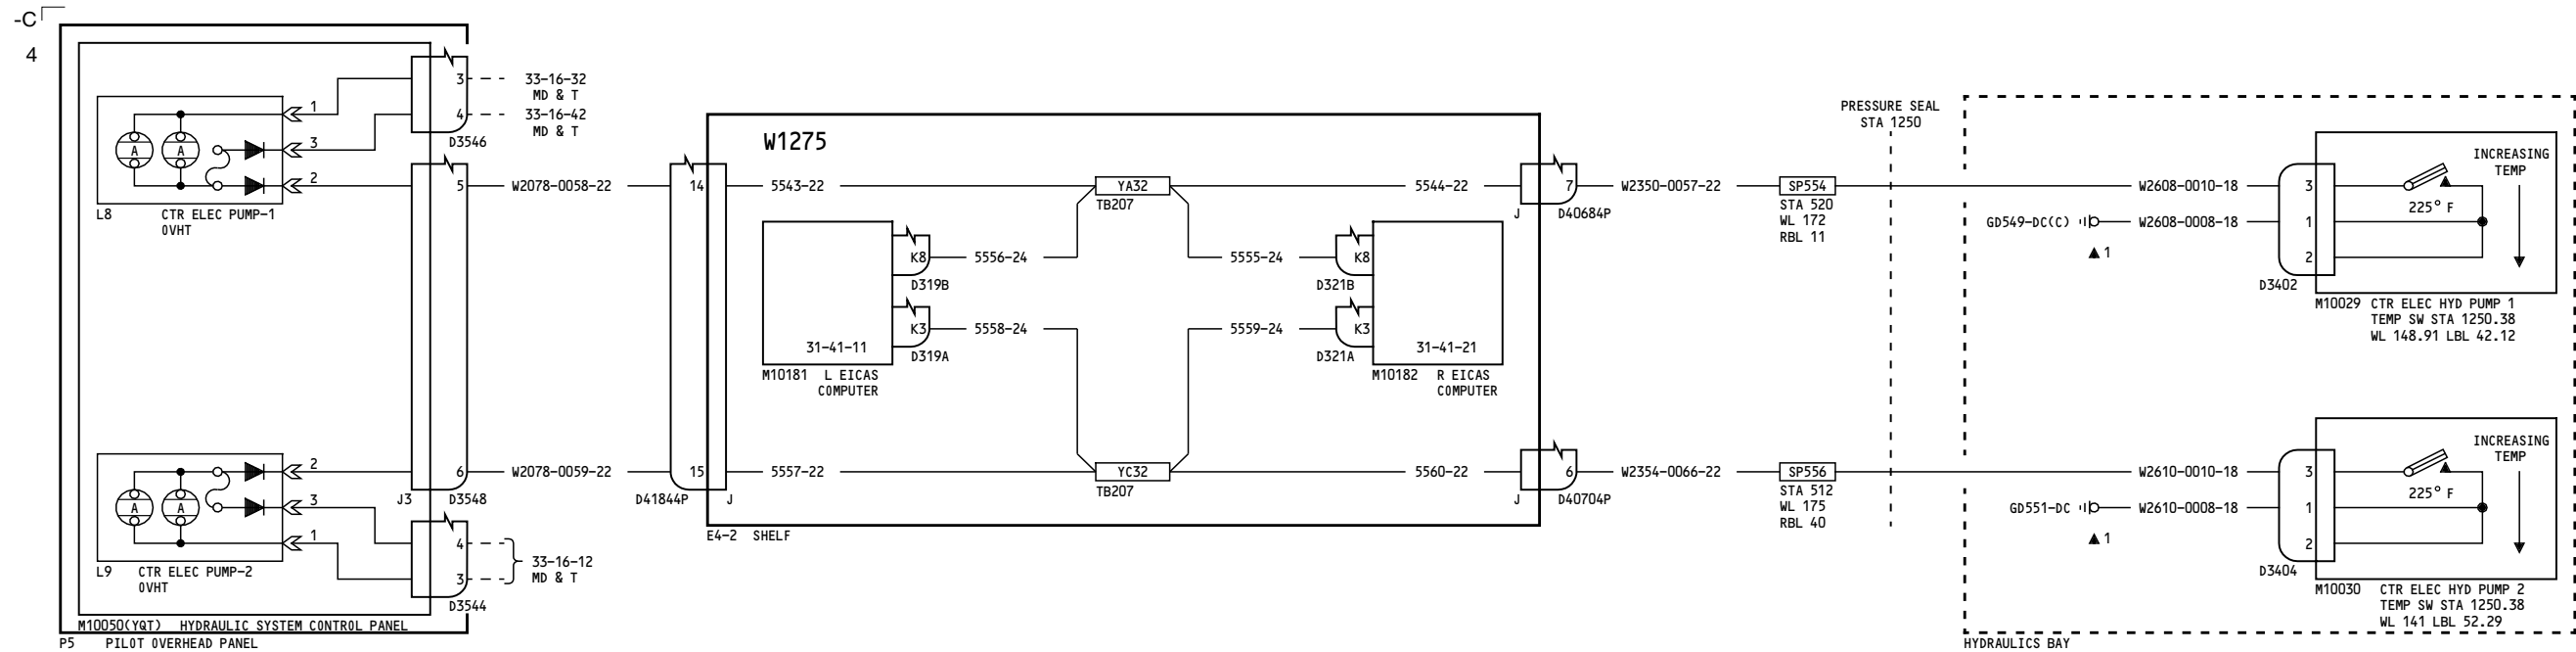 -C
4
1
3
2
A
A
L8
CTR ELEC PUMP-1
OVHT
3
4
D3546
33-16-32
MD & T
33-16-42
MD & T
5
W2078-0058-22
14
W1275
5543-22
YA32
TB207
5544-22
J
7
D40684P
W2350-0057-22
SP554
STA 520
WL 172
RBL 11
PRESSURE SEAL
STA 1250
W2608-0010-18
GD549-DC(C)
W2608-0008-18
1
3
1
2
D3402
INCREASING
TEMP
225° F
M10029 CTR ELEC HYD PUMP 1
TEMP SW STA 1250.38
WL 148.91 LBL 42.12
K8
D319B
5556-24
5555-24
K8
D321B
K3
D319A
5558-24
5559-24
K3
D321A
31-41-11
M10181 L EICAS
COMPUTER
31-41-21
M10182 R EICAS
COMPUTER
2
3
1
A
A
L9
CTR ELEC PUMP-2
OVHT
6
J3
D3548
W2078-0059-22
15
D41844P
J
5557-22
YC32
TB207
5560-22
J
6
D40704P
W2354-0066-22
SP556
STA 512
WL 175
RBL 40
W2610-0010-18
GD551-DC
W2610-0008-18
1
3
1
2
D3404
INCREASING
TEMP
225° F
M10030 CTR ELEC HYD PUMP 2
TEMP SW STA 1250.38
WL 141 LBL 52.29
4
3
D3544
33-16-12
MD & T
E4-2 SHELF
M10050(YQT) HYDRAULIC SYSTEM CONTROL PANEL
P5 PILOT OVERHEAD PANEL
HYDRAULICS BAY